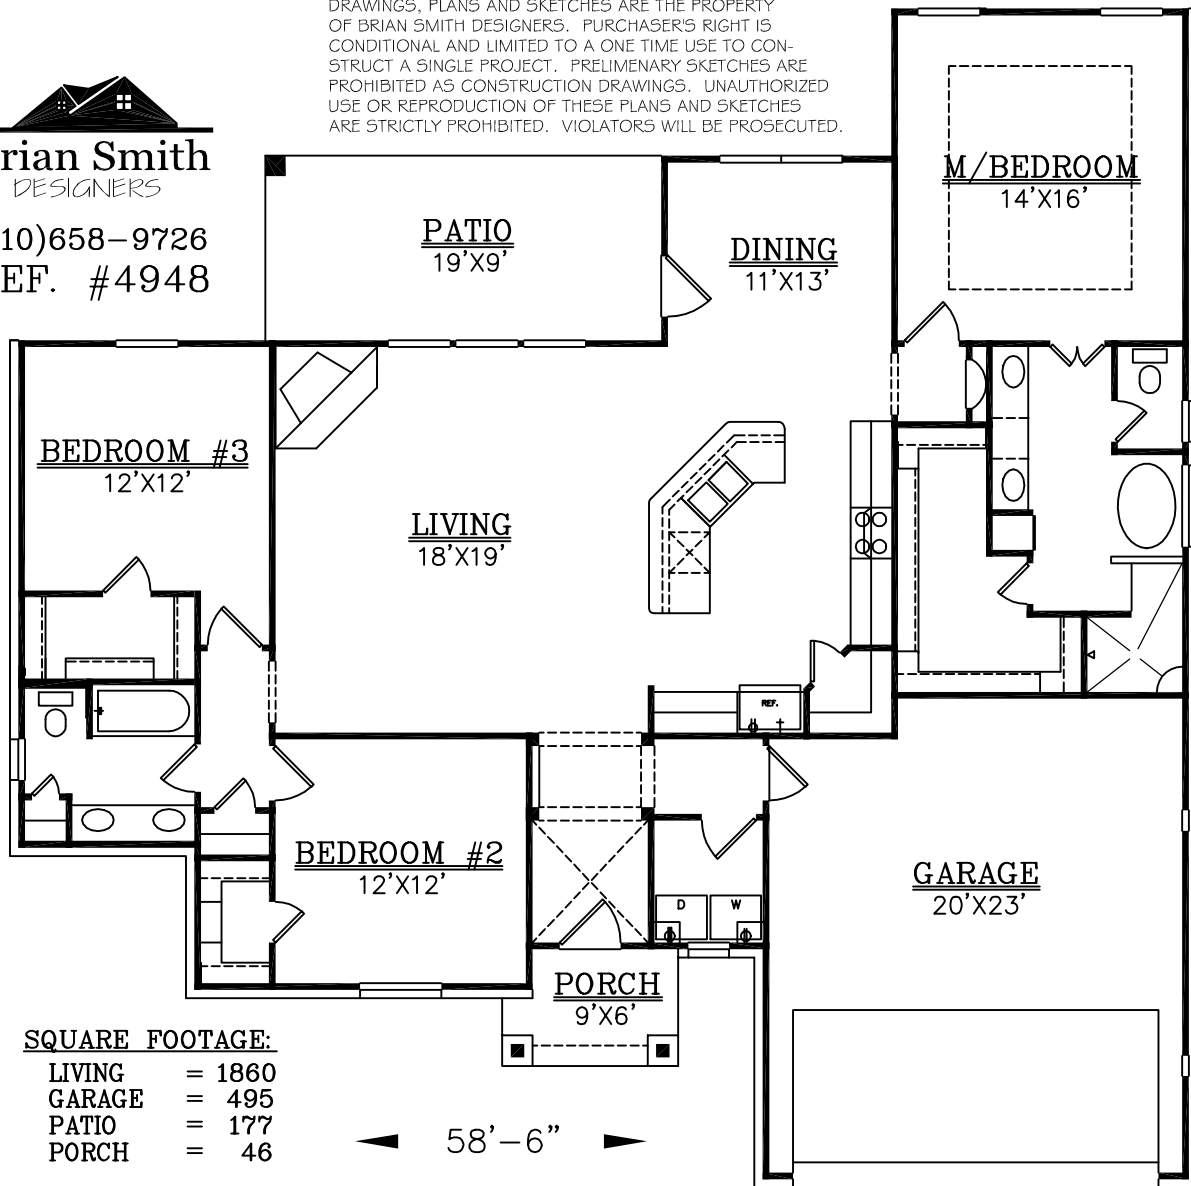 DRAWINGS, PLANS AND SKETCHES ARE THE PROPERTY
OF BRIAN SMITH DESIGNERS. PURCHASER'S RIGHT IS
CONDITIONAL AND LIMITED TO A ONE TIME USE TO CON-
STRUCT A SINGLE PROJECT. PRELIMENARY SKETCHES ARE
PROHIBITED AS CONSTRUCTION DRAWINGS. UNAUTHORIZED
USE OR REPRODUCTION OF THESE PLANS AND SKETCHES
ARE STRICTLY PROHIBITED. VIOLATORS WILL BE PROSECUTED.
rian Smith
DESIGNERS
10)658-9726
EF. #4948
M/BEDROOM
14'X16'
PATIO
19'X9'
DINING
11'X13'
BEDROOM #3
12'X12'
LIVING
18'X19'
REF.
BEDROOM #2
12'X12'
GARAGE
20'X23'
D
W
PORCH
9'X6'
SQUARE FOOTAGE:
LIVING = 1860
GARAGE = 495
PATIO = 177
PORCH = 46
58'-6"